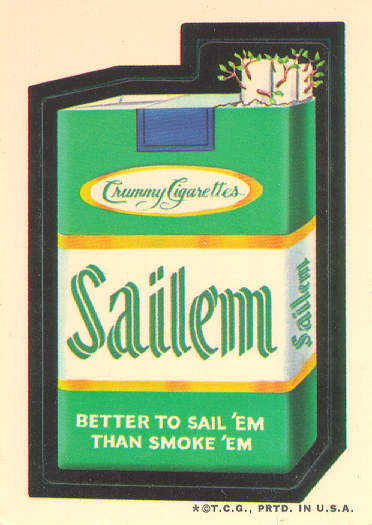 Crummy Cigarettes
Sailem
Sailem
BETTER TO SAIL 'EM
THAN SMOKE 'EM
*©T.C.G., PRTD. IN U.S.A.